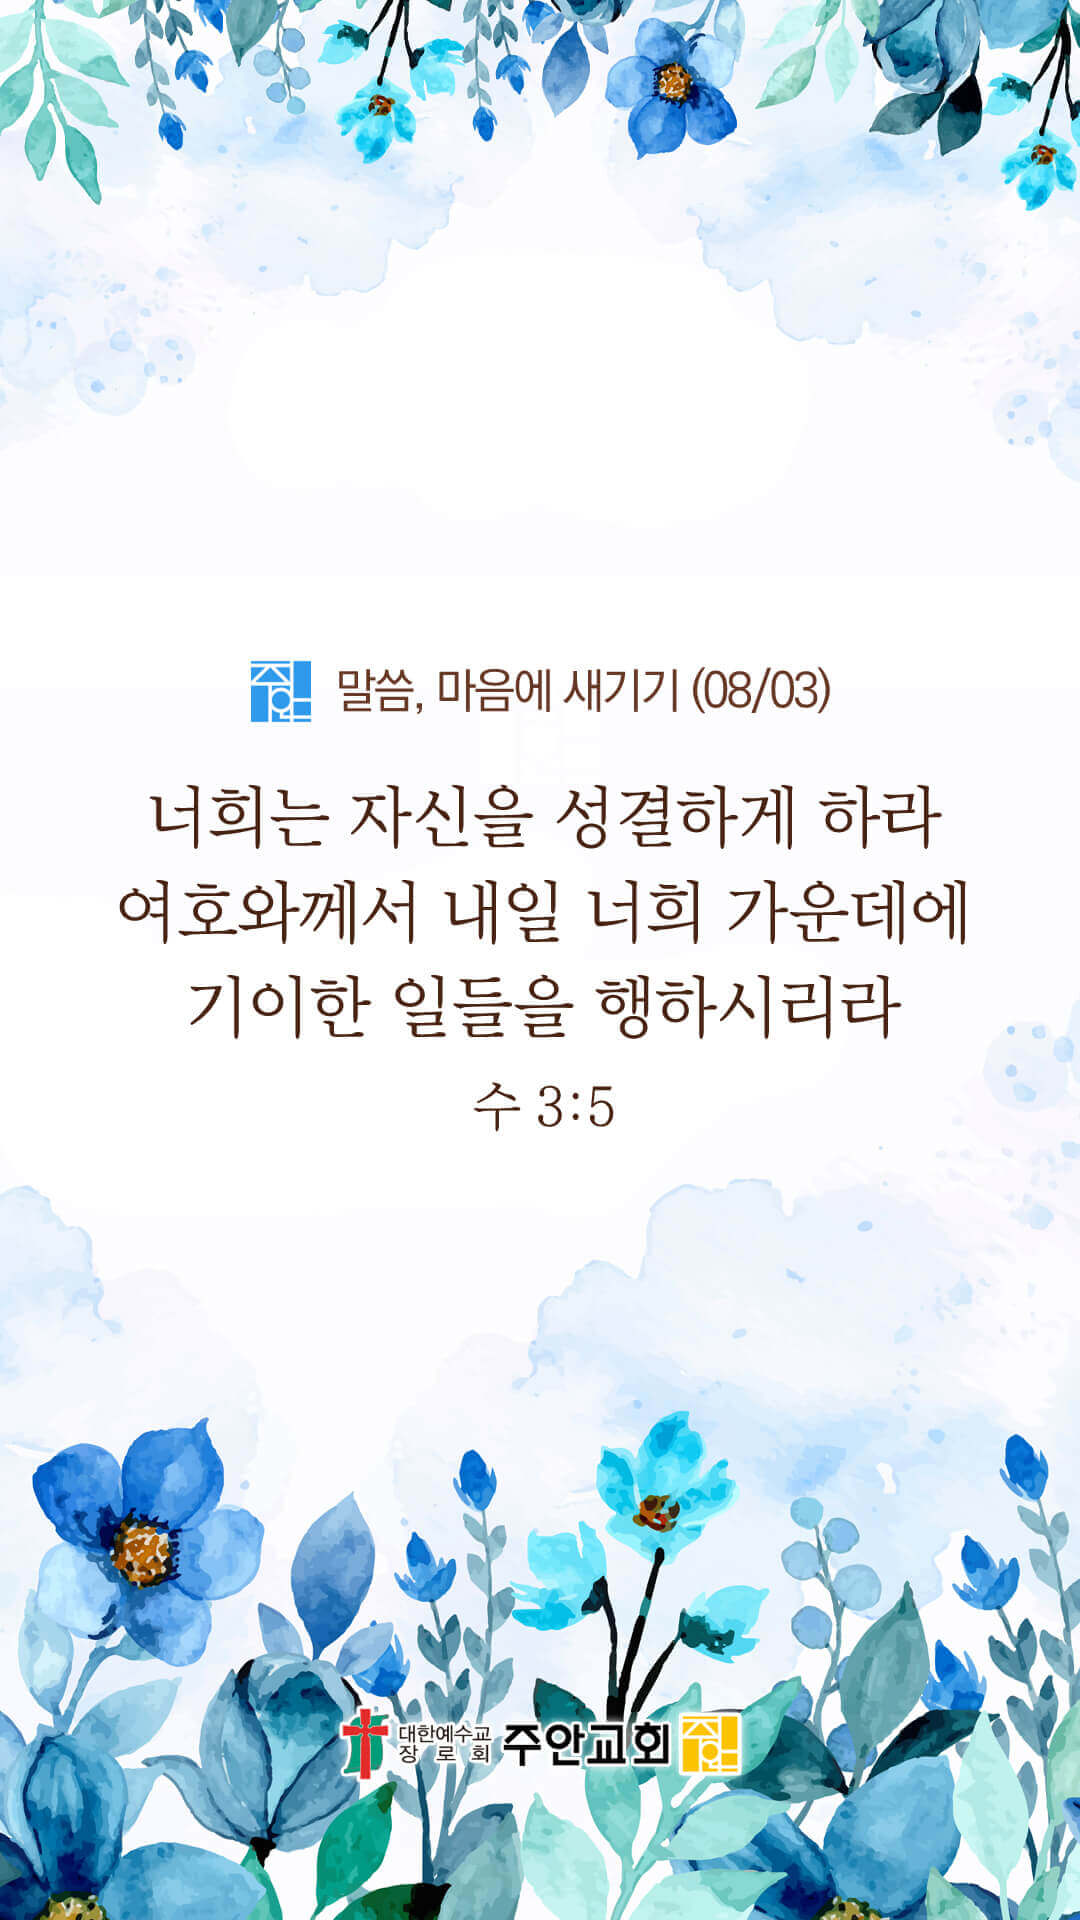 말씀, 마음에 새기기 (08/03)
너희는 자신을 성결하게 하라
여호와께서 내일 너희 가운데에
기이한 일들을 행하시리라
수 3:5
대한예수교
장로회
주안교회
주안